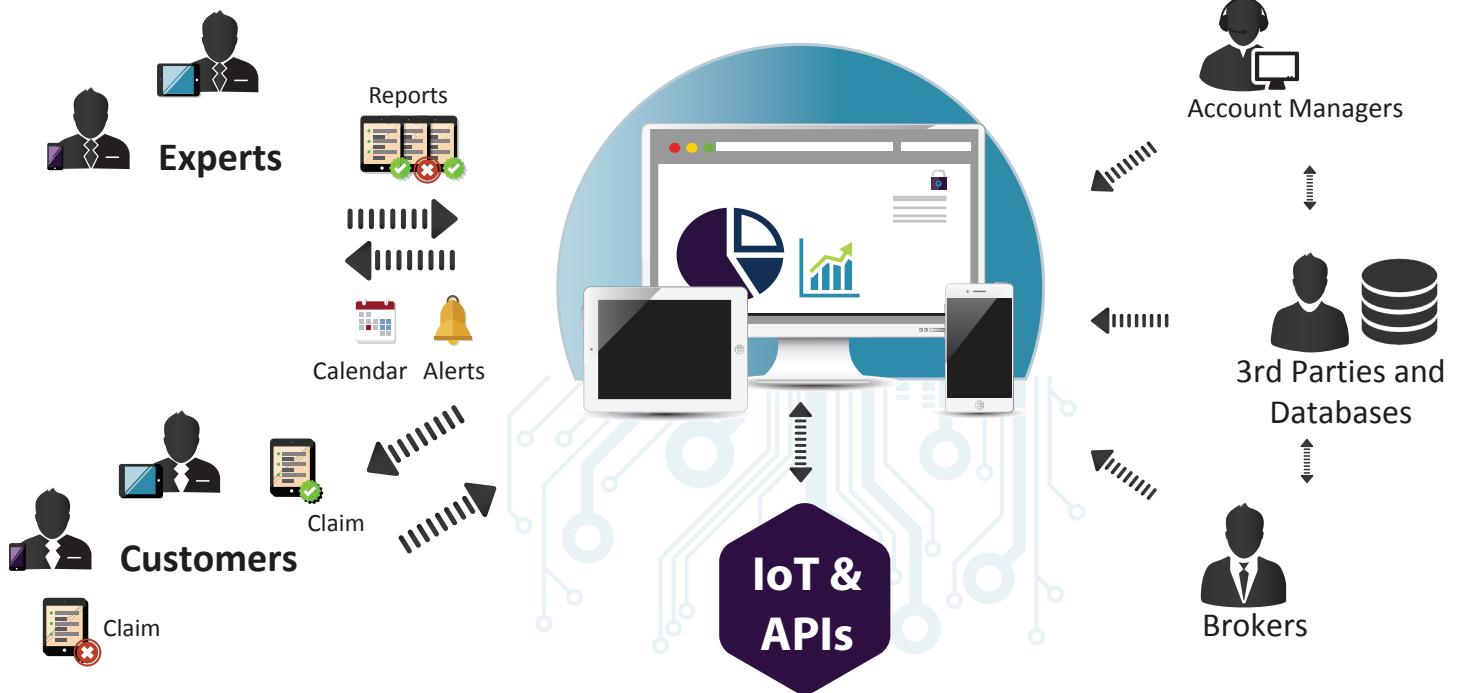 Experts
Reports
Calendar
Alerts
Claim
Customers
Claim
IoT &
APIs
Account Managers
3rd Parties and
Databases
Brokers